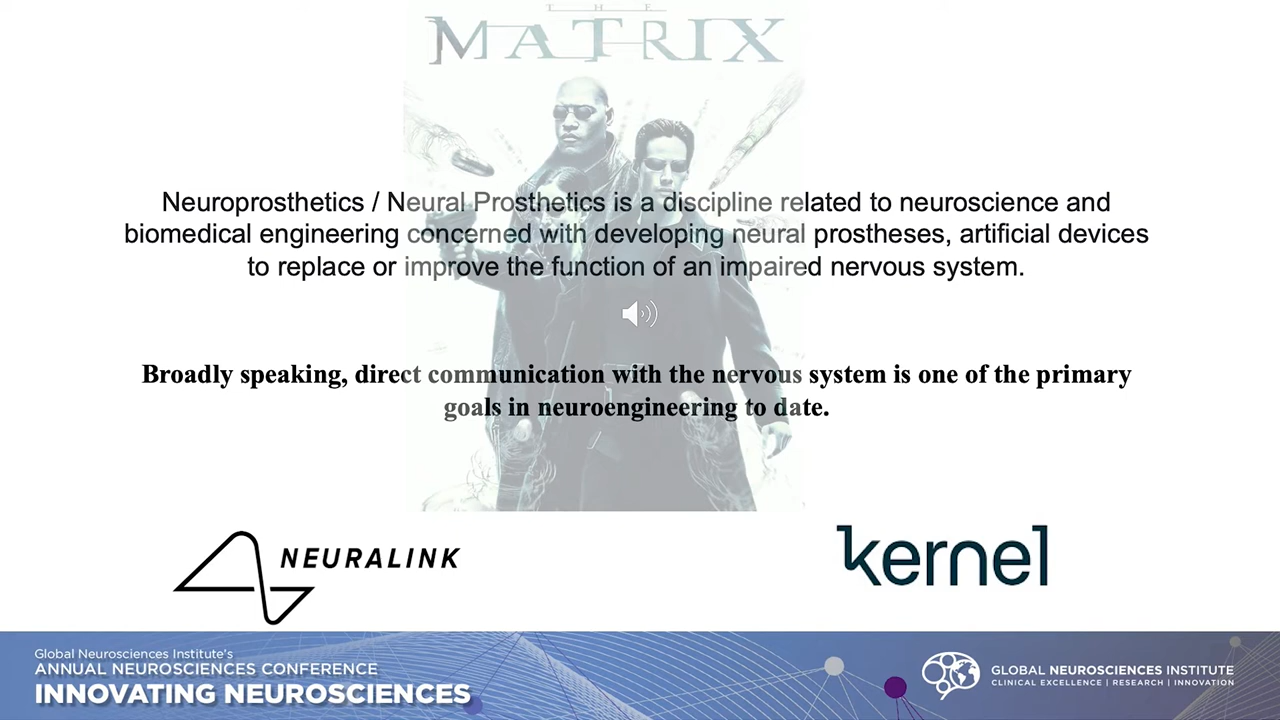 THE
MATRIX
Neuroprosthetics / Neural Prosthetics is a discipline related to neuroscience and
biomedical engineering concerned with developing neural prostheses, artificial devices
to replace or improve the function of an impaired nervous system.
Broadly speaking, direct communication with the nervous system is one of the primary
goals in neuroengineering to date.
NEURALINK
kernel
Global Neurosciences Institute's
ANNUAL NEUROSCIENCES CONFERENCE
INNOVATING NEUROSCIENCES
GLOBAL NEUROSCIENCES INSTITUTE
CLINICAL EXCELLENCE | RESEARCH | INNOVATION